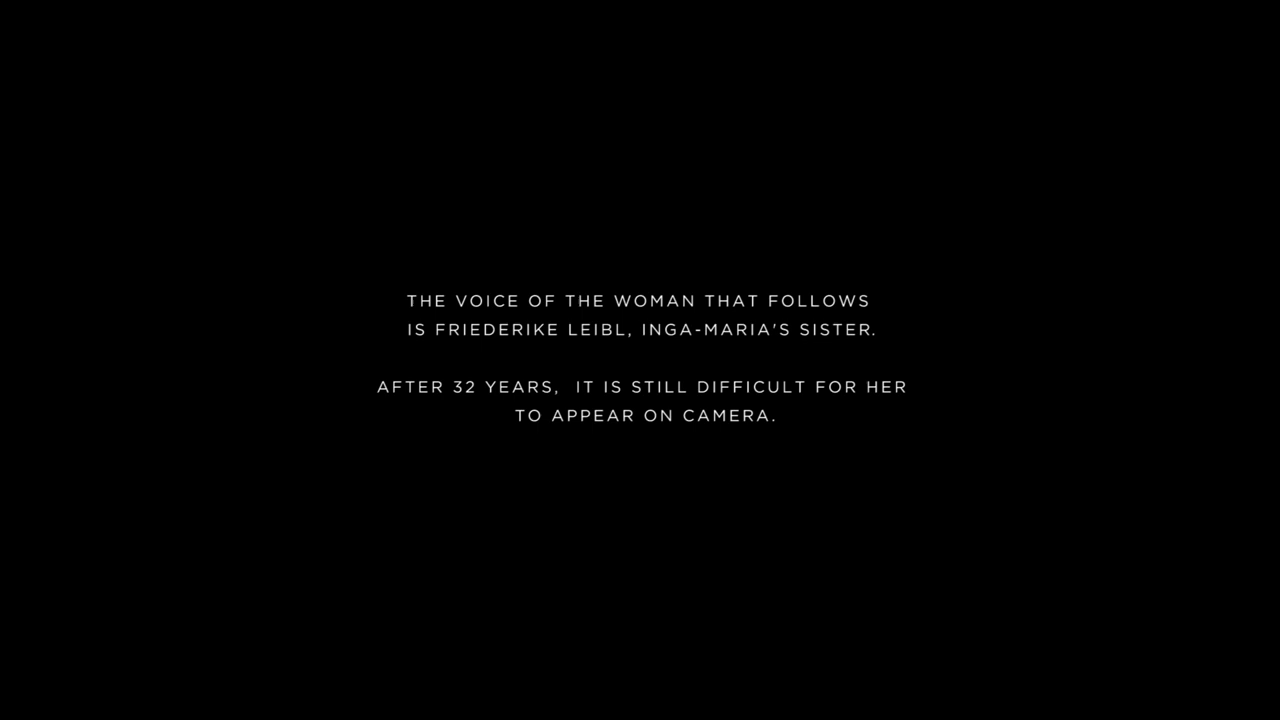 THE VOICE OF THE WOMAN THAT FOLLOWS
IS FRIEDERIKE LEIBL, INGA-MARIA'S SISTER.
AFTER 32 YEARS,  IT IS STILL DIFFICULT FOR HER
TO APPEAR ON CAMERA.